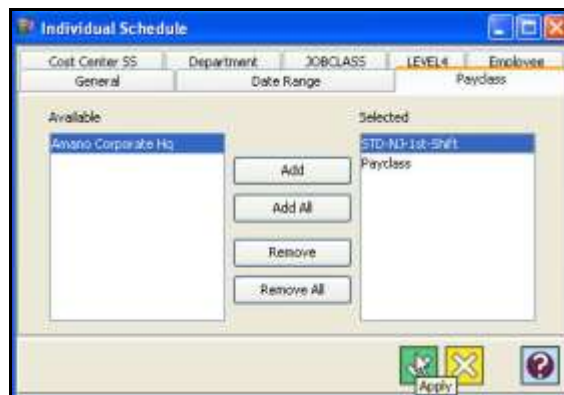 Individual Schedule
Cost Center SS Department JOBCLASS LEVEL4 Employee
General Date Range Payclass
Available Selected
Amano Corporate Hq STD-NJ-1st-Shift
Add Payclass
Add All
Remove
Remove All
Apply